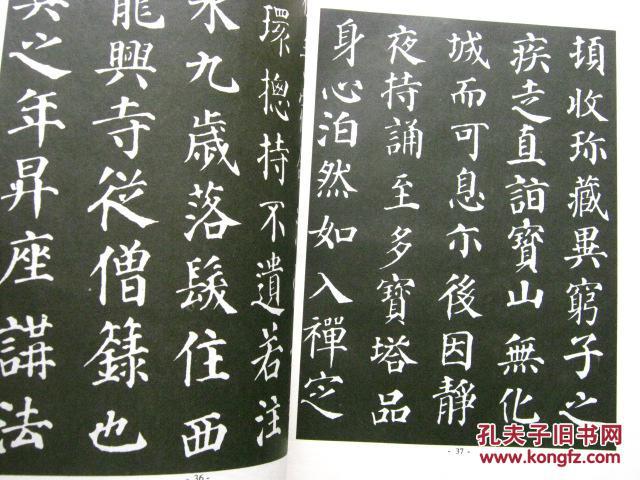 環揔持不遺若注
水九歲落髮住西
龍興寺從僧籙也
具之年昇座講法
- 36 -
頓收珎藏異窮子之
疾走直詣寶山無化
城而可息尒後因靜
夜持誦至多寶塔品
身心泊然如入禪定
- 37 -
孔夫子旧书网
www.kongfz.com